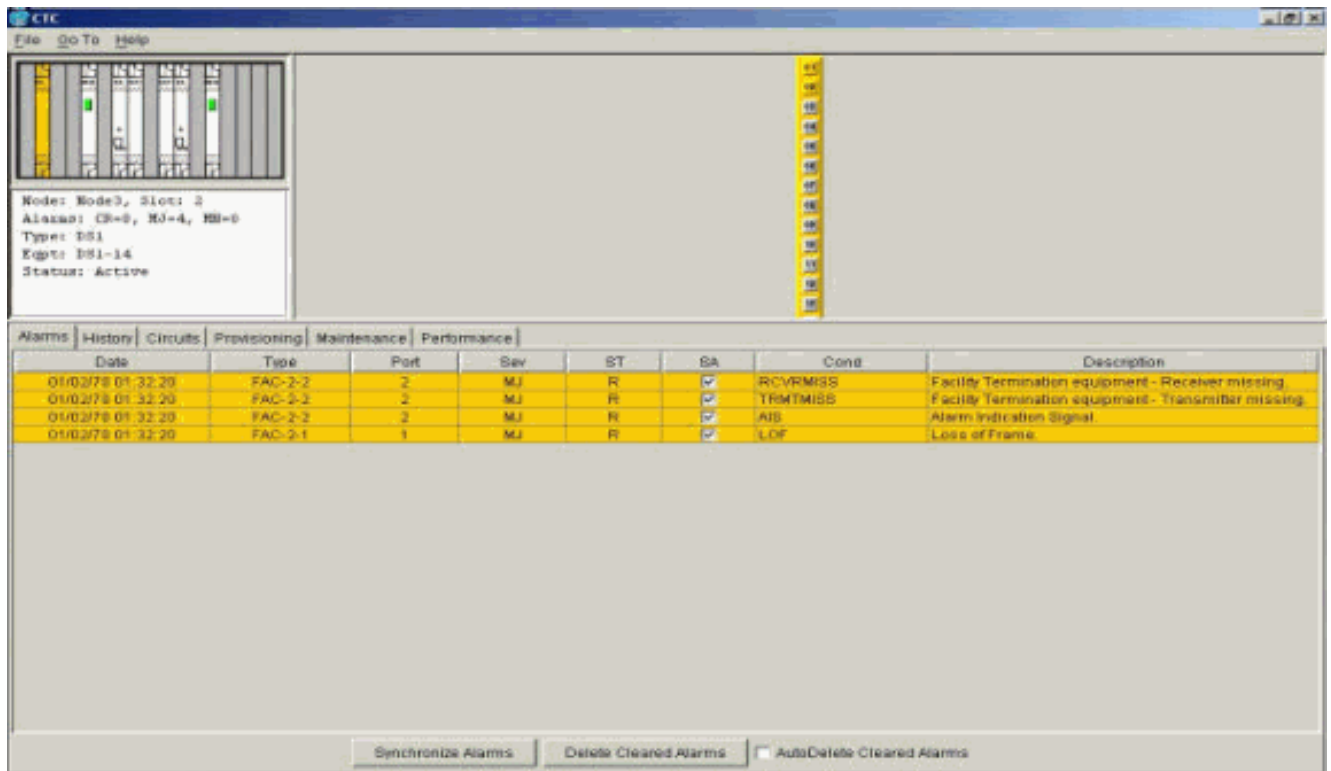 CTC
File Go To Help
Node: Node3, Slot: 2
Alarms: CR=0, MJ=4, MN=0
Type: DS1
Eqpt: DS1-14
Status: Active
Alarms History Circuits Provisioning Maintenance Performance
Date Type Port Sev ST SA Cond Description
01/02/70 01:32:20 FAC-2-2 2 MJ R RCVRMISS Facility Termination equipment - Receiver missing.
01/02/70 01:32:20 FAC-2-2 2 MJ R TRMTMISS Facility Termination equipment - Transmitter missing.
01/02/70 01:32:20 FAC-2-2 2 MJ R AIS Alarm Indication Signal.
01/02/70 01:32:20 FAC-2-1 1 MJ R LOF Loss of Frame.
Synchronize Alarms Delete Cleared Alarms AutoDelete Cleared Alarms